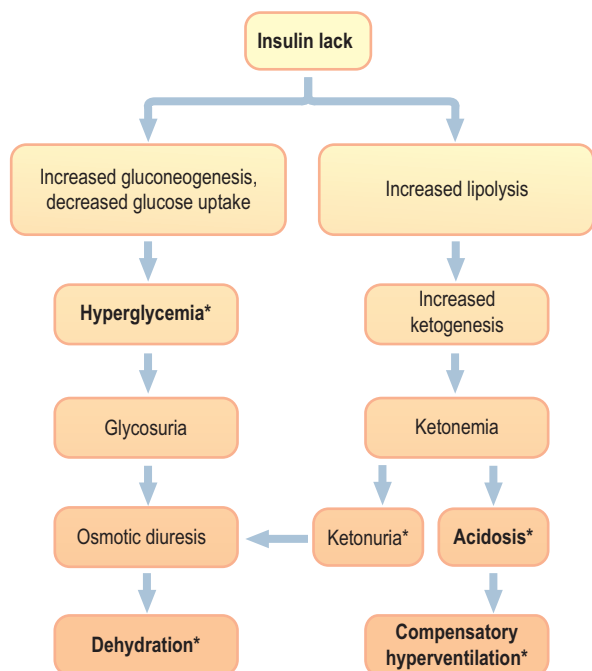 Insulin lack
Increased gluconeogenesis,
decreased glucose uptake
Increased lipolysis
Hyperglycemia*
Increased
ketogenesis
Glycosuria
Ketonemia
Osmotic diuresis
Ketonuria*
Acidosis*
Dehydration*
Compensatory
hyperventilation*